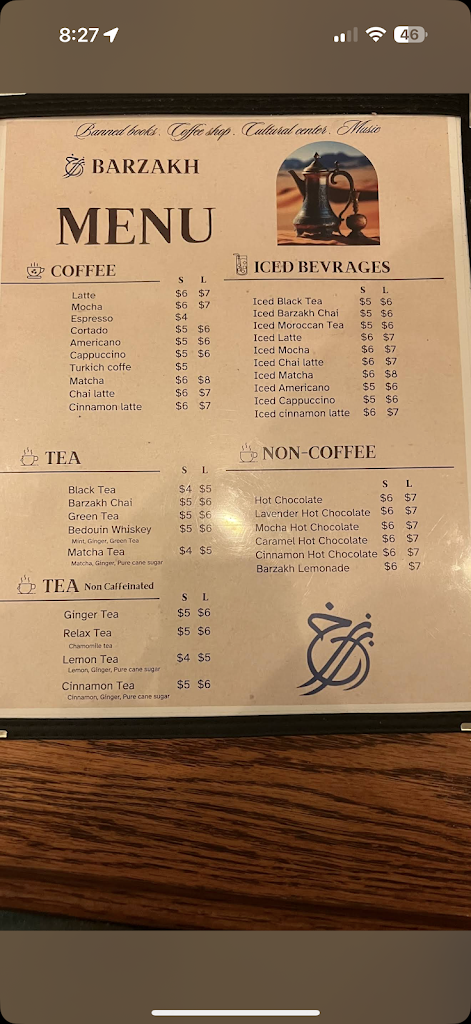 8:27
46
Banned books . Coffee shop . Cultural center . Music
BARZAKH
MENU
COFFEE
S L
Latte $6 $7
Mocha $6 $7
Espresso $4
Cortado $5 $6
Americano $5 $6
Cappuccino $5 $6
Turkich coffe $5
Matcha $6 $8
Chai latte $6 $7
Cinnamon latte $6 $7
TEA
S L
Black Tea $4 $5
Barzakh Chai $5 $6
Green Tea $5 $6
Bedouin Whiskey $5 $6
Mint, Ginger, Green Tea
Matcha Tea $4 $5
Matcha, Ginger, Pure cane sugar
TEA Non Caffeinated
S L
Ginger Tea $5 $6
Relax Tea $5 $6
Chamomile tea
Lemon Tea $4 $5
Lemon, Ginger, Pure cane sugar
Cinnamon Tea $5 $6
Cinnamon, Ginger, Pure cane sugar
ICED BEVRAGES
S L
Iced Black Tea $5 $6
Iced Barzakh Chai $5 $6
Iced Moroccan Tea $5 $6
Iced Latte $6 $7
Iced Mocha $6 $7
Iced Chai latte $6 $7
Iced Matcha $6 $8
Iced Americano $5 $6
Iced Cappuccino $5 $6
Iced cinnamon latte $6 $7
NON-COFFEE
S L
Hot Chocolate $6 $7
Lavender Hot Chocolate $6 $7
Mocha Hot Chocolate $6 $7
Caramel Hot Chocolate $6 $7
Cinnamon Hot Chocolate $6 $7
Barzakh Lemonade $6 $7
برزخ